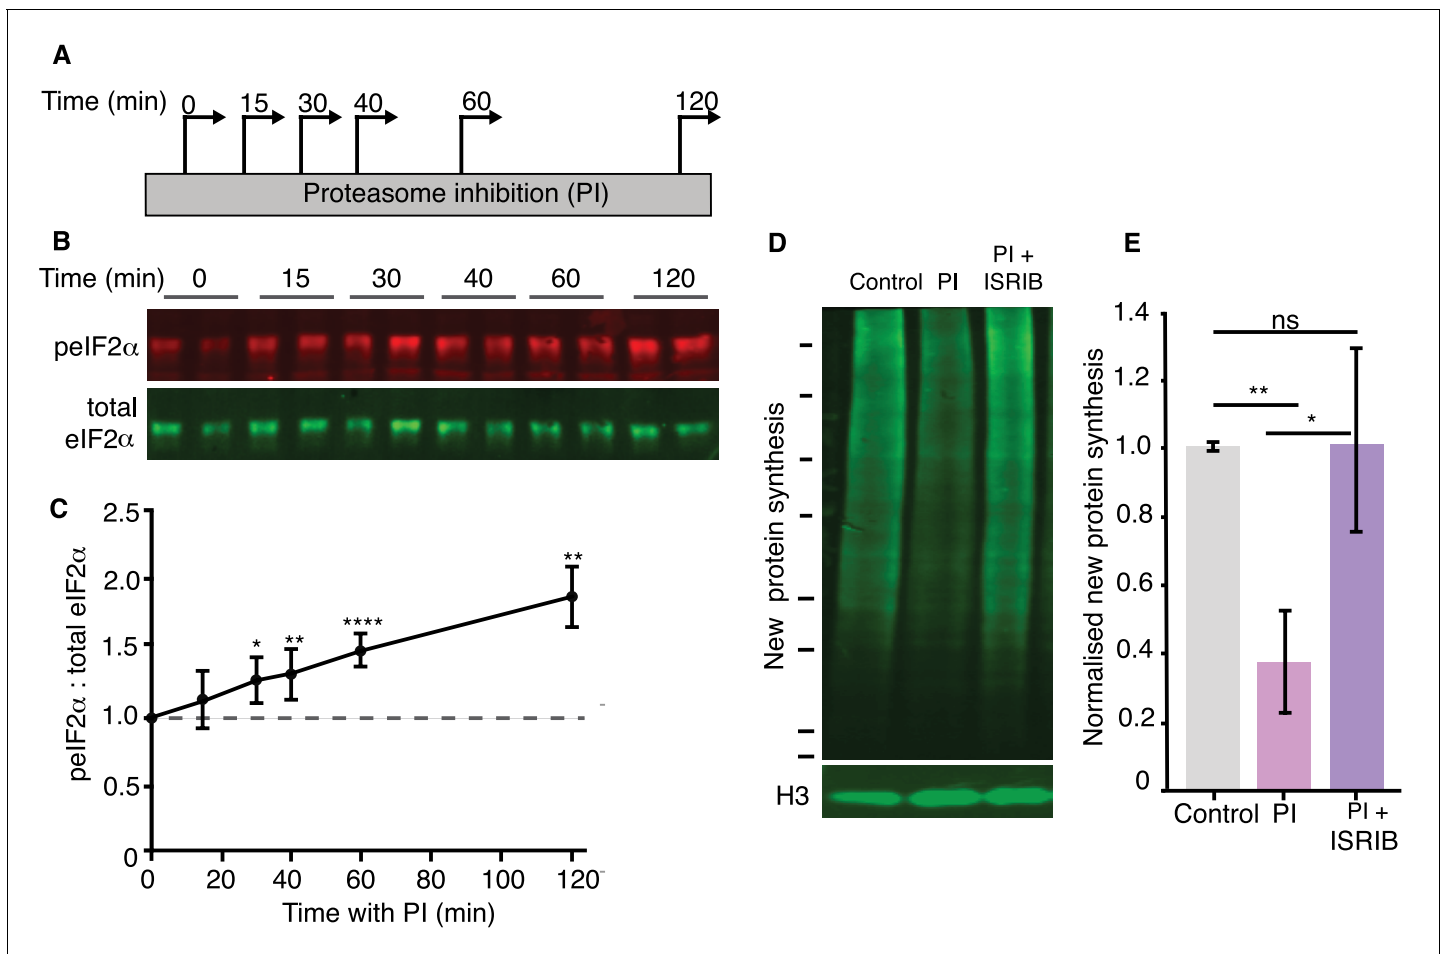 A
Time (min) 0 15 30 40 60 120
Proteasome inhibition (PI)
B
Time (min) 0 15 30 40 60 120
peIF2α
total
eIF2α
C
peIF2α : total eIF2α
2.5
2.0
1.5
1.0
0.5
0
* ** **** **
0 20 40 60 80 100 120
Time with PI (min)
D
Control PI PI +
ISRIB
New protein synthesis
H3
E
Normalised new protein synthesis
1.4
1.2
1.0
0.8
0.6
0.4
0.2
0
ns
**
*
Control PI PI +
ISRIB